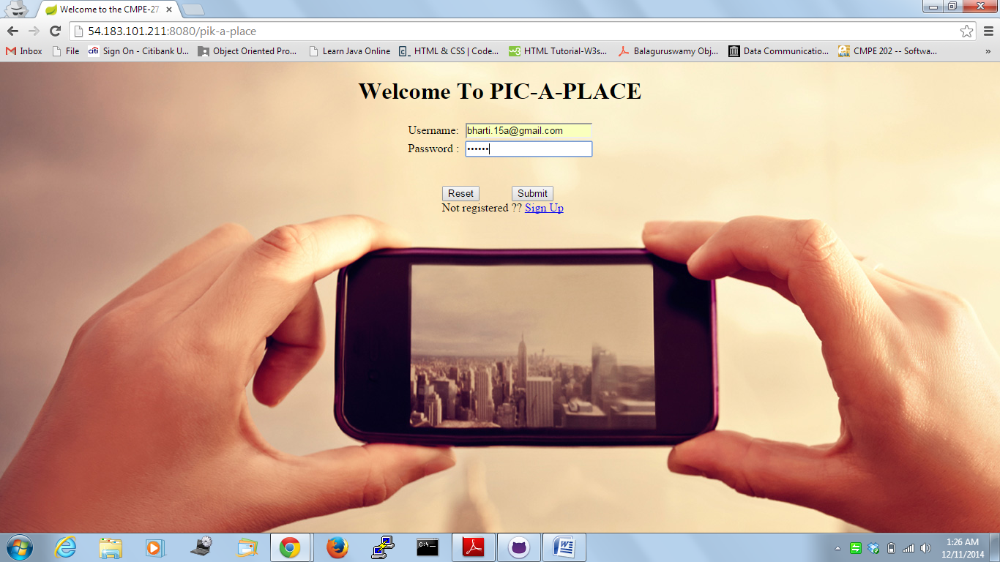 Welcome to the CMPE-27
54.183.101.211:8080/pik-a-place
Inbox File Sign On - Citibank U... Object Oriented Pro... Learn Java Online HTML & CSS | Code... HTML Tutorial-W3s... Balaguruswamy Obj... Data Communicatio... CMPE 202 -- Softwa... »
Welcome To PIC-A-PLACE
Username: bharti.15a@gmail.com
Password : ••••••
Reset Submit
Not registered ?? Sign Up
1:26 AM
12/11/2014